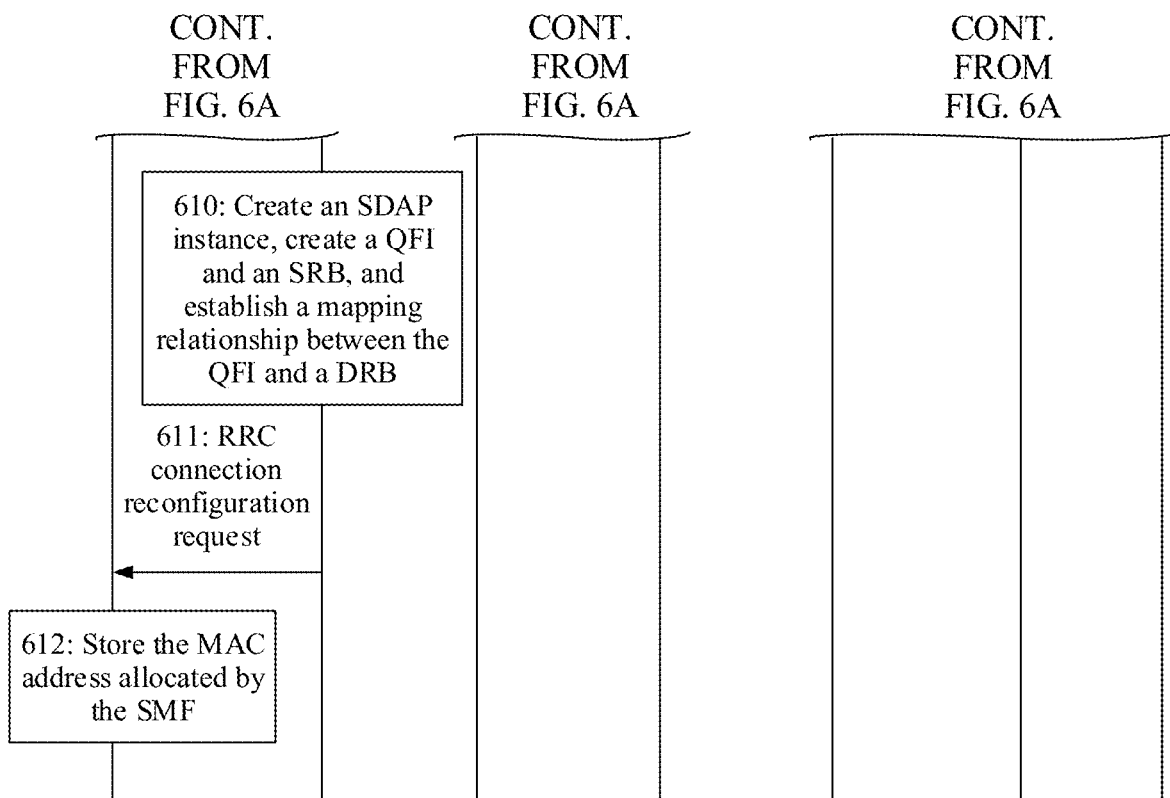 CONT.
FROM
FIG. 6A
CONT.
FROM
FIG. 6A
CONT.
FROM
FIG. 6A
610: Create an SDAP
instance, create a QFI
and an SRB, and
establish a mapping
relationship between the
QFI and a DRB
611: RRC
connection
reconfiguration
request
612: Store the MAC
address allocated by
the SMF